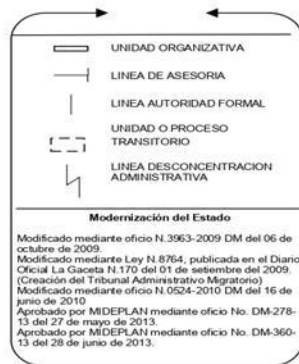 UNIDAD ORGANIZATIVA
LINEA DE ASESORIA
LINEA AUTORIDAD FORMAL
UNIDAD O PROCESO
TRANSITORIO
LINEA DESCONCENTRACION
ADMINISTRATIVA
Modernización del Estado
Modificado mediante oficio N.3963-2009 DM del 06 de
octubre de 2009.
Modificado mediante Ley N.8764, publicada en el Diario
Oficial La Gaceta N.170 del 01 de setiembre del 2009.
(Creación del Tribunal Administrativo Migratorio)
Modificado mediante oficio N.0524-2010 DM del 16 de
junio de 2010
Aprobado por MIDEPLAN mediante oficio No. DM-278-
13 del 27 de mayo de 2013.
Aprobado por MIDEPLAN mediante oficio No. DM-360-
13 del 28 de junio de 2013.